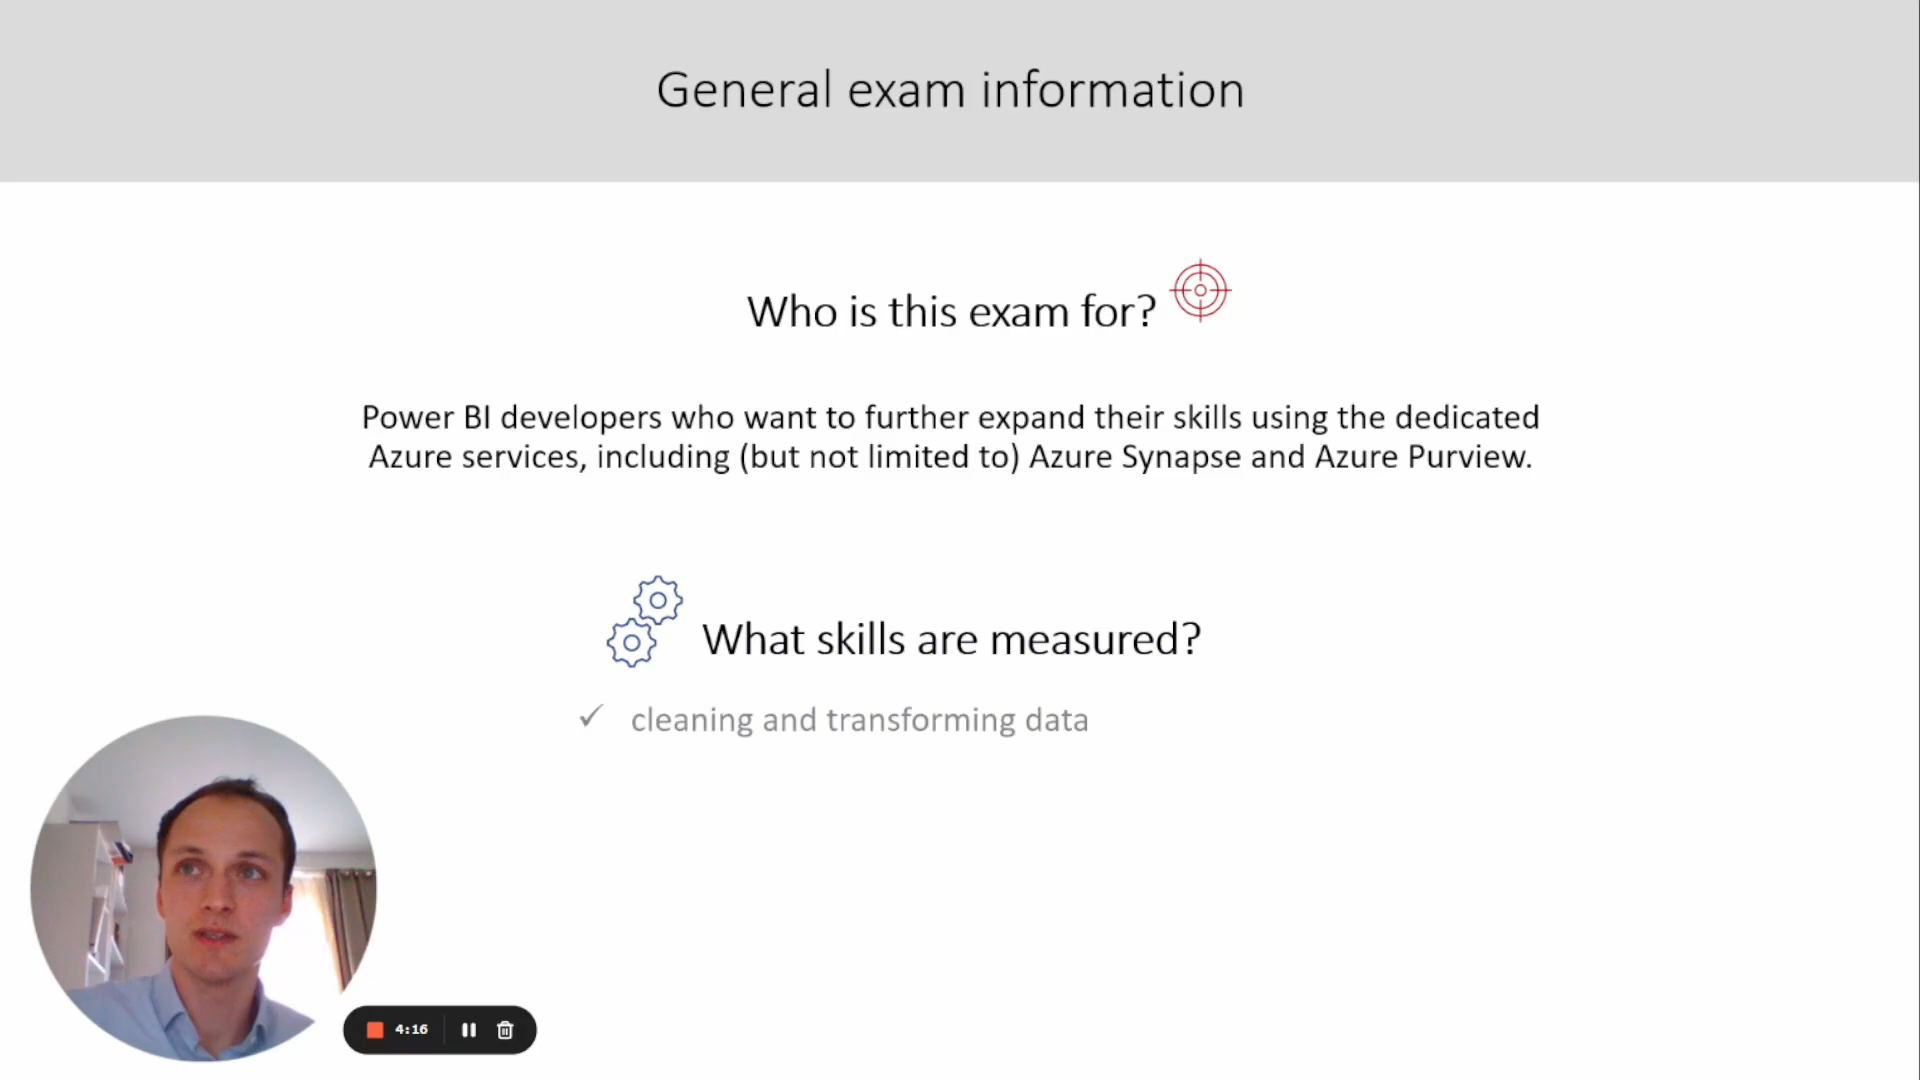 General exam information
Who is this exam for?
Power BI developers who want to further expand their skills using the dedicated
Azure services, including (but not limited to) Azure Synapse and Azure Purview.
What skills are measured?
✓ cleaning and transforming data
4:16